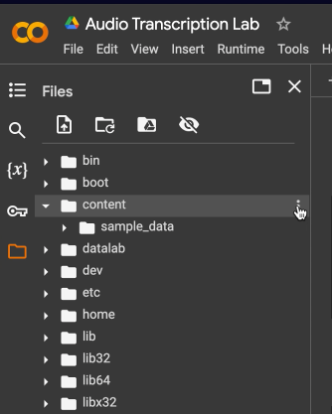 Audio Transcription Lab
File Edit View Insert Runtime Tools
Files
{x}
bin
boot
content
sample_data
datalab
dev
etc
home
lib
lib32
lib64
libx32